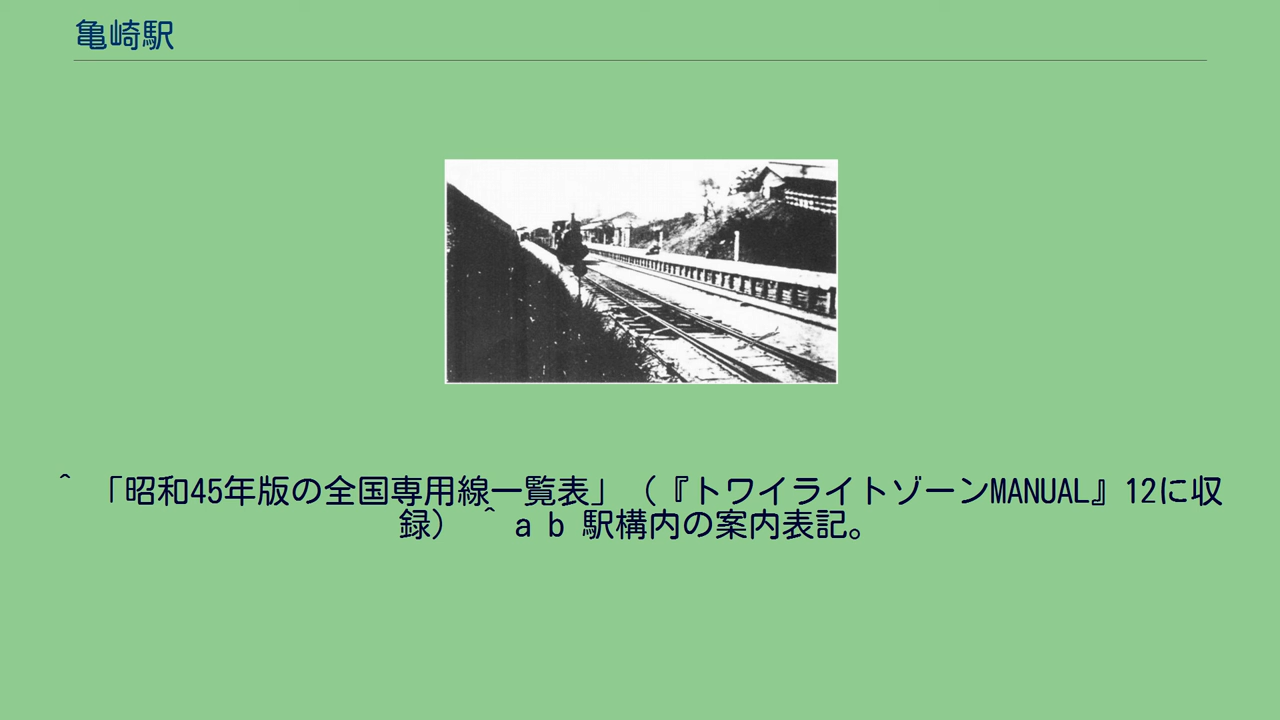 亀崎駅
^ 「昭和45年版の全国専用線一覧表」（『トワイライトゾーンMANUAL』12に収
録） ^ a b 駅構内の案内表記。